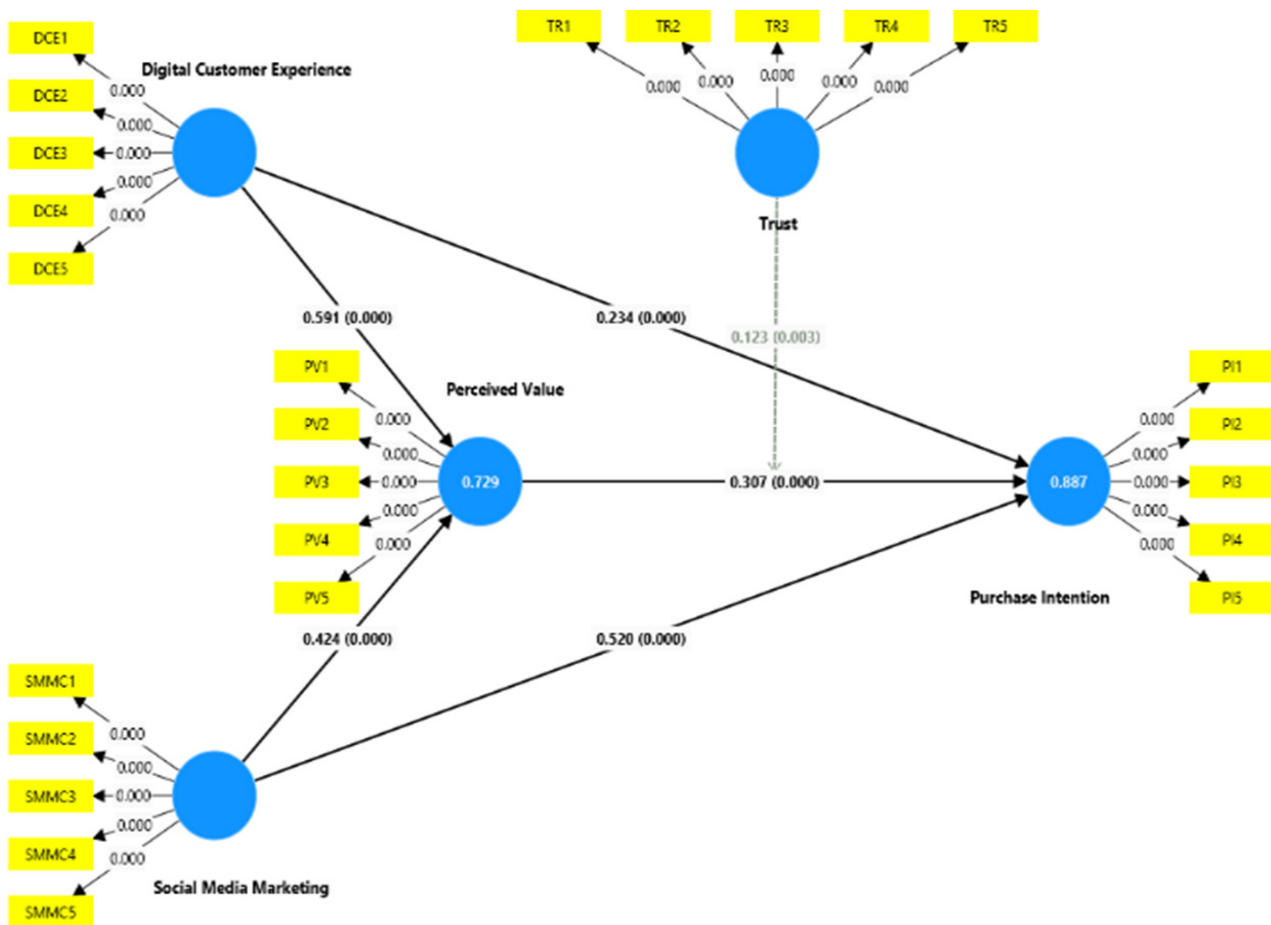 TR1 TR2 TR3 TR4 TR5
0.000 0.000 0.000 0.000 0.000
Trust
DCE1
DCE2
DCE3
DCE4
DCE5
0.000
0.000
0.000
0.000
0.000
Digital Customer Experience
0.591 (0.000)
0.234 (0.000)
0.123 (0.003)
PV1
PV2
PV3
PV4
PV5
0.000
0.000
0.000
0.000
0.000
Perceived Value
0.729
0.307 (0.000)
0.887
Purchase Intention
0.000
0.000
0.000
0.000
0.000
PI1
PI2
PI3
PI4
PI5
0.424 (0.000)
0.520 (0.000)
SMMC1
SMMC2
SMMC3
SMMC4
SMMC5
0.000
0.000
0.000
0.000
0.000
Social Media Marketing